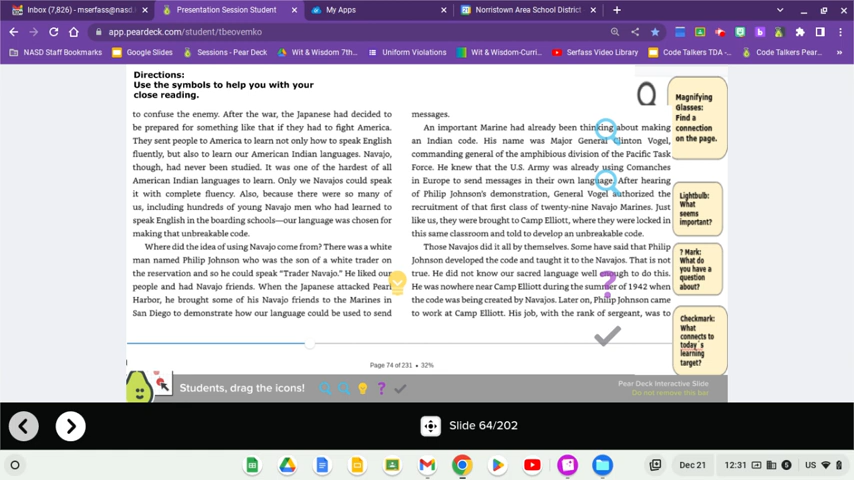 Inbox (7,826) - mserfass@nasd.
Presentation Session Student
My Apps
Norristown Area School District
app.peardeck.com/student/tbeovemko
NASD Staff Bookmarks
Google Slides
Sessions - Pear Deck
Wit & Wisdom 7th...
Uniform Violations
Wit & Wisdom-Curri...
Serfass Video Library
Code Talkers TDA -...
Code Talkers Pear...
»
Directions:
Use the symbols to help you with your
close reading.
to confuse the enemy. After the war, the Japanese had decided to
be prepared for something like that if they had to fight America.
They sent people to America to learn not only how to speak English
fluently, but also to learn our American Indian languages. Navajo,
though, had never been studied. It was one of the hardest of all
American Indian languages to learn. Only we Navajos could speak
it with complete fluency. Also, because there were so many of
us, including hundreds of young Navajo men who had learned to
speak English in the boarding schools—our language was chosen for
making that unbreakable code.
Where did the idea of using Navajo come from? There was a white
man named Philip Johnson who was the son of a white trader on
the reservation and so he could speak “Trader Navajo.” He liked our
people and had Navajo friends. When the Japanese attacked Pearl
Harbor, he brought some of his Navajo friends to the Marines in
San Diego to demonstrate how our language could be used to send
messages.
An important Marine had already been thinking about making
an Indian code. His name was Major General Clinton Vogel,
commanding general of the amphibious division of the Pacific Task
Force. He knew that the U.S. Army was already using Comanches
in Europe to send messages in their own language. After hearing
of Philip Johnson’s demonstration, General Vogel authorized the
recruitment of that first class of twenty-nine Navajo Marines. Just
like us, they were brought to Camp Elliott, where they were locked in
this same classroom and told to develop an unbreakable code.
Those Navajos did it all by themselves. Some have said that Philip
Johnson developed the code and taught it to the Navajos. That is not
true. He did not know our sacred language well enough to do this.
He was nowhere near Camp Elliott during the summer of 1942 when
the code was being created by Navajos. Later on, Philip Johnson came
to work at Camp Elliott. His job, with the rank of sergeant, was to
Page 74 of 231 • 32%
Magnifying
Glasses:
Find a
connection
on the page.
Lightbulb:
What
seems
important?
? Mark:
What do
you have a
question
about?
Checkmark:
What
connects to
today`s
learning
target?
Students, drag the icons!
Pear Deck Interactive Slide
Do not remove this bar
Slide 64/202
Dec 21
12:31
6
US